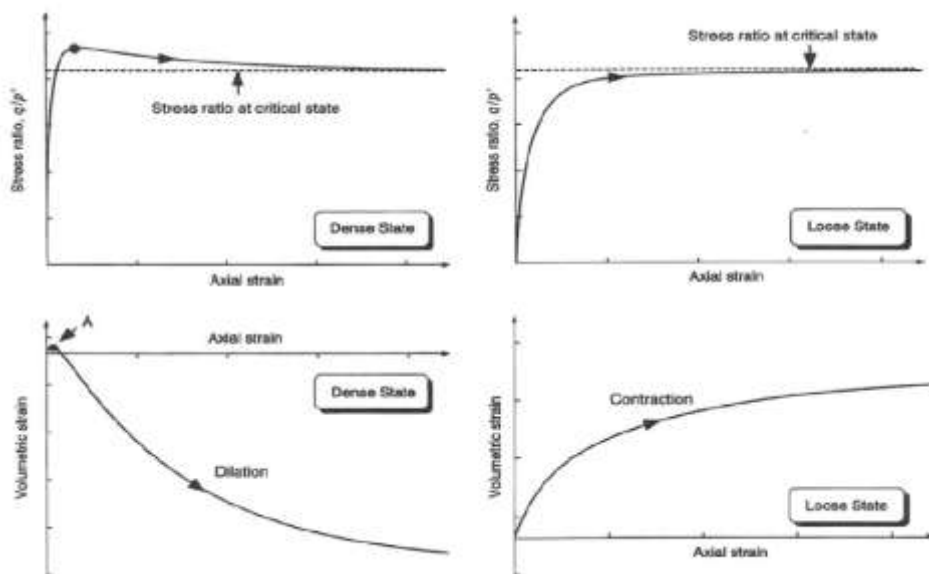 Stress ratio, q/p'
Stress ratio at critical state
Dense State
Axial strain
Stress ratio, q/p'
Stress ratio at critical state
Loose State
Axial strain
A
Axial strain
Volumetric strain
Dense State
Dilation
Volumetric strain
Contraction
Loose State
Axial strain